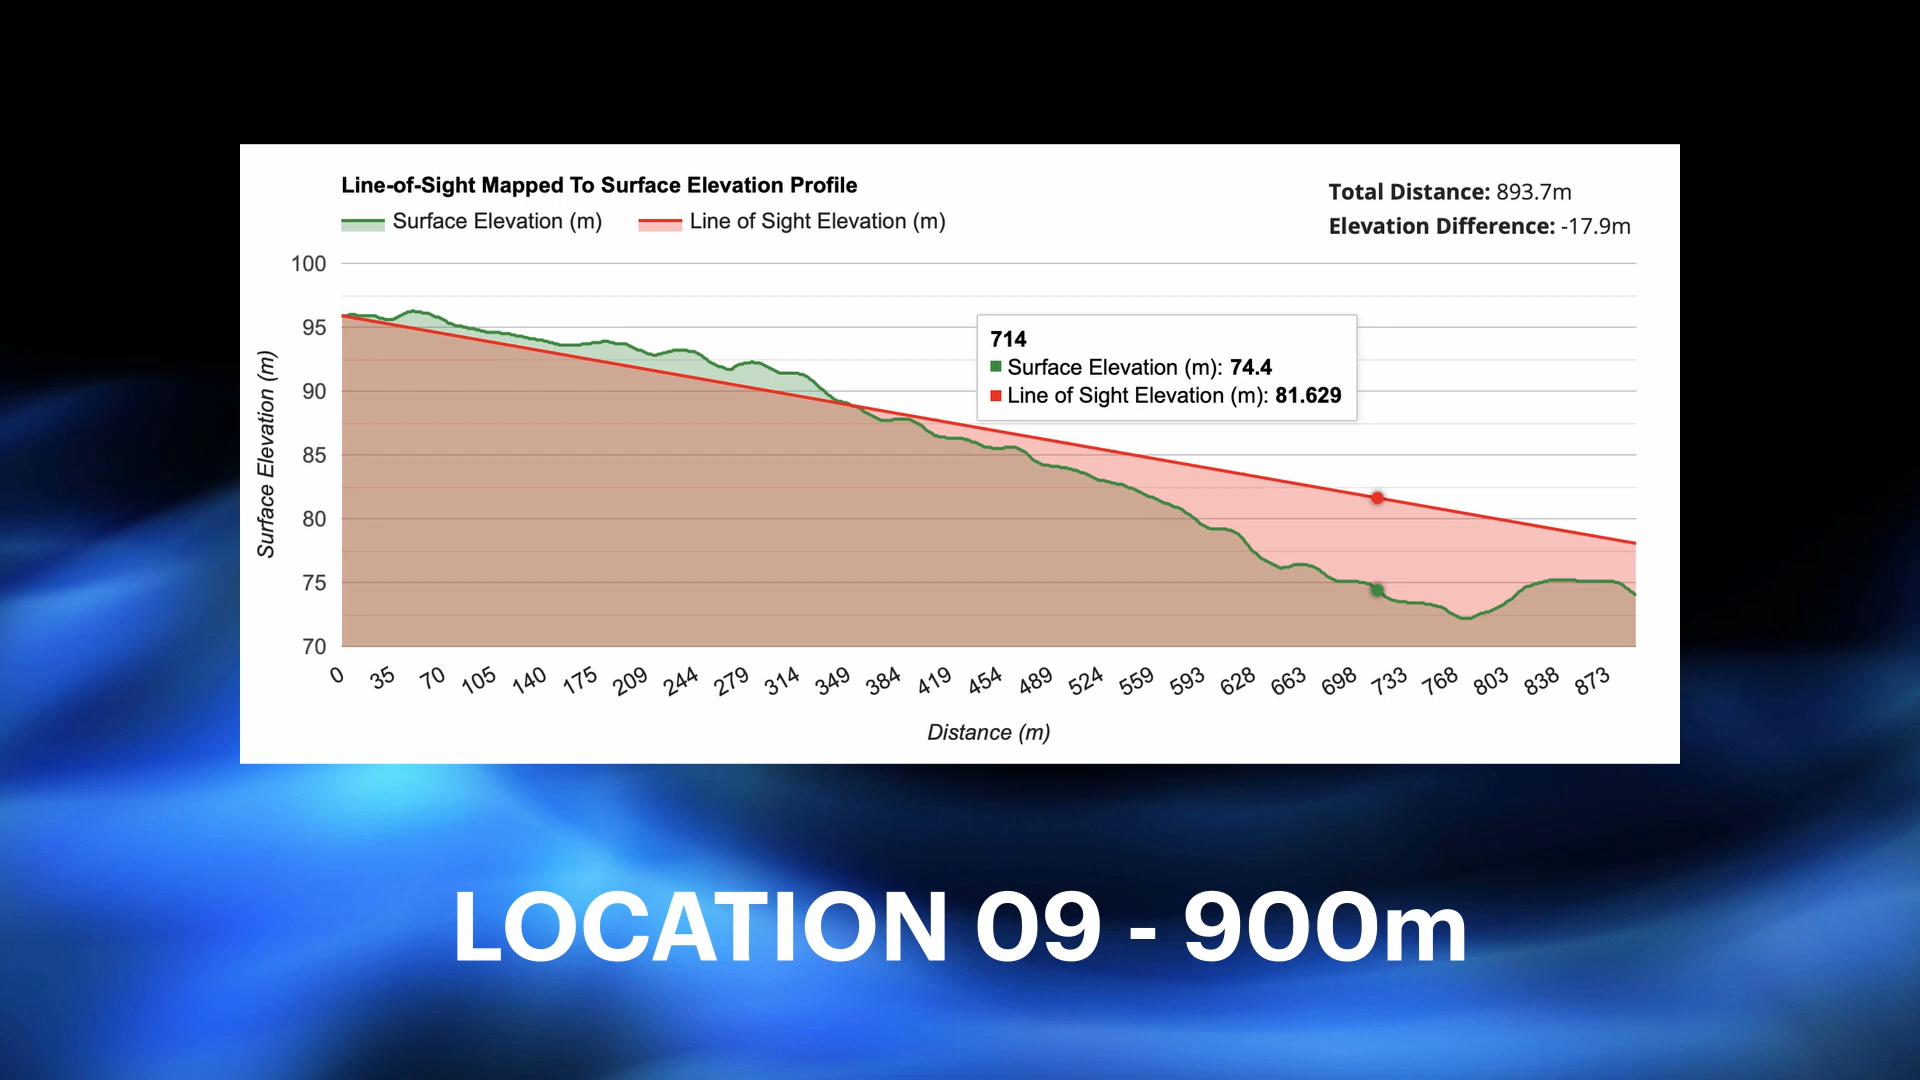 Line-of-Sight Mapped To Surface Elevation Profile
Surface Elevation (m)
Line of Sight Elevation (m)
Total Distance: 893.7m
Elevation Difference: -17.9m
100
95
90
85
80
75
70
Surface Elevation (m)
714
Surface Elevation (m): 74.4
Line of Sight Elevation (m): 81.629
0 35 70 105 140 175 209 244 279 314 349 384 419 454 489 524 559 593 628 663 698 733 768 803 838 873
Distance (m)
LOCATION 09 - 900m